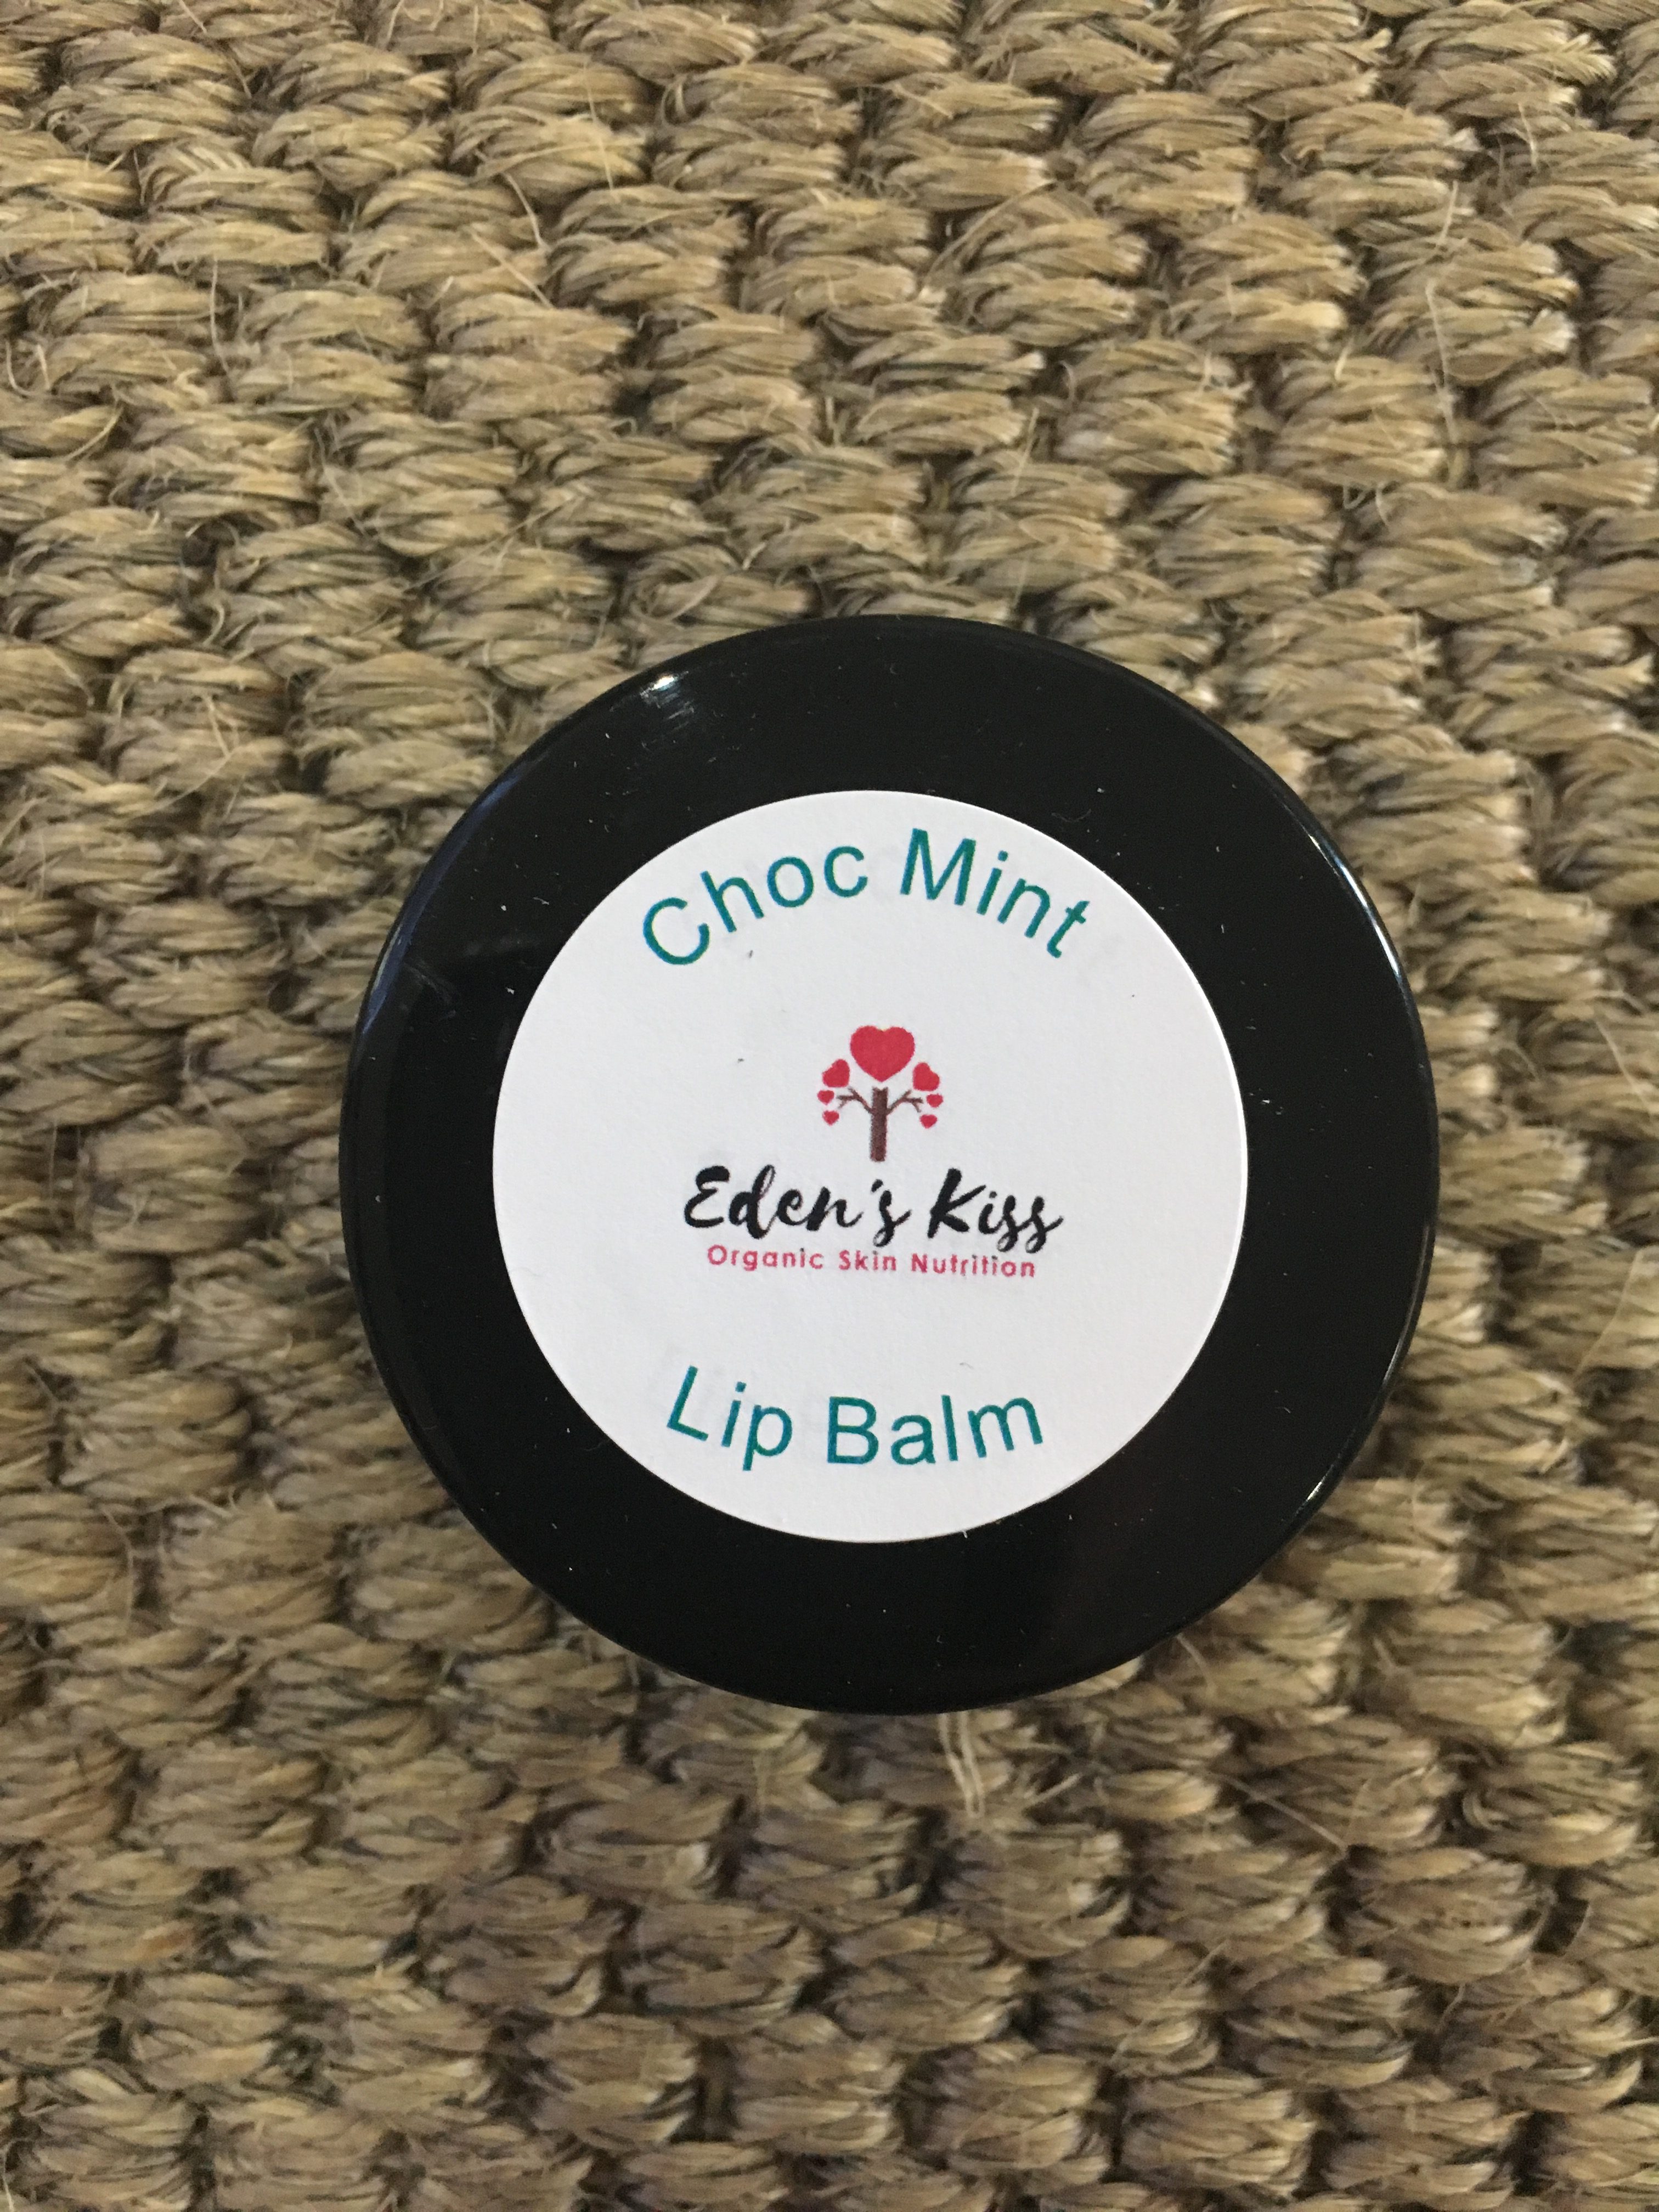 Choc Mint
Eden's Kiss
Organic Skin Nutrition
Lip Balm